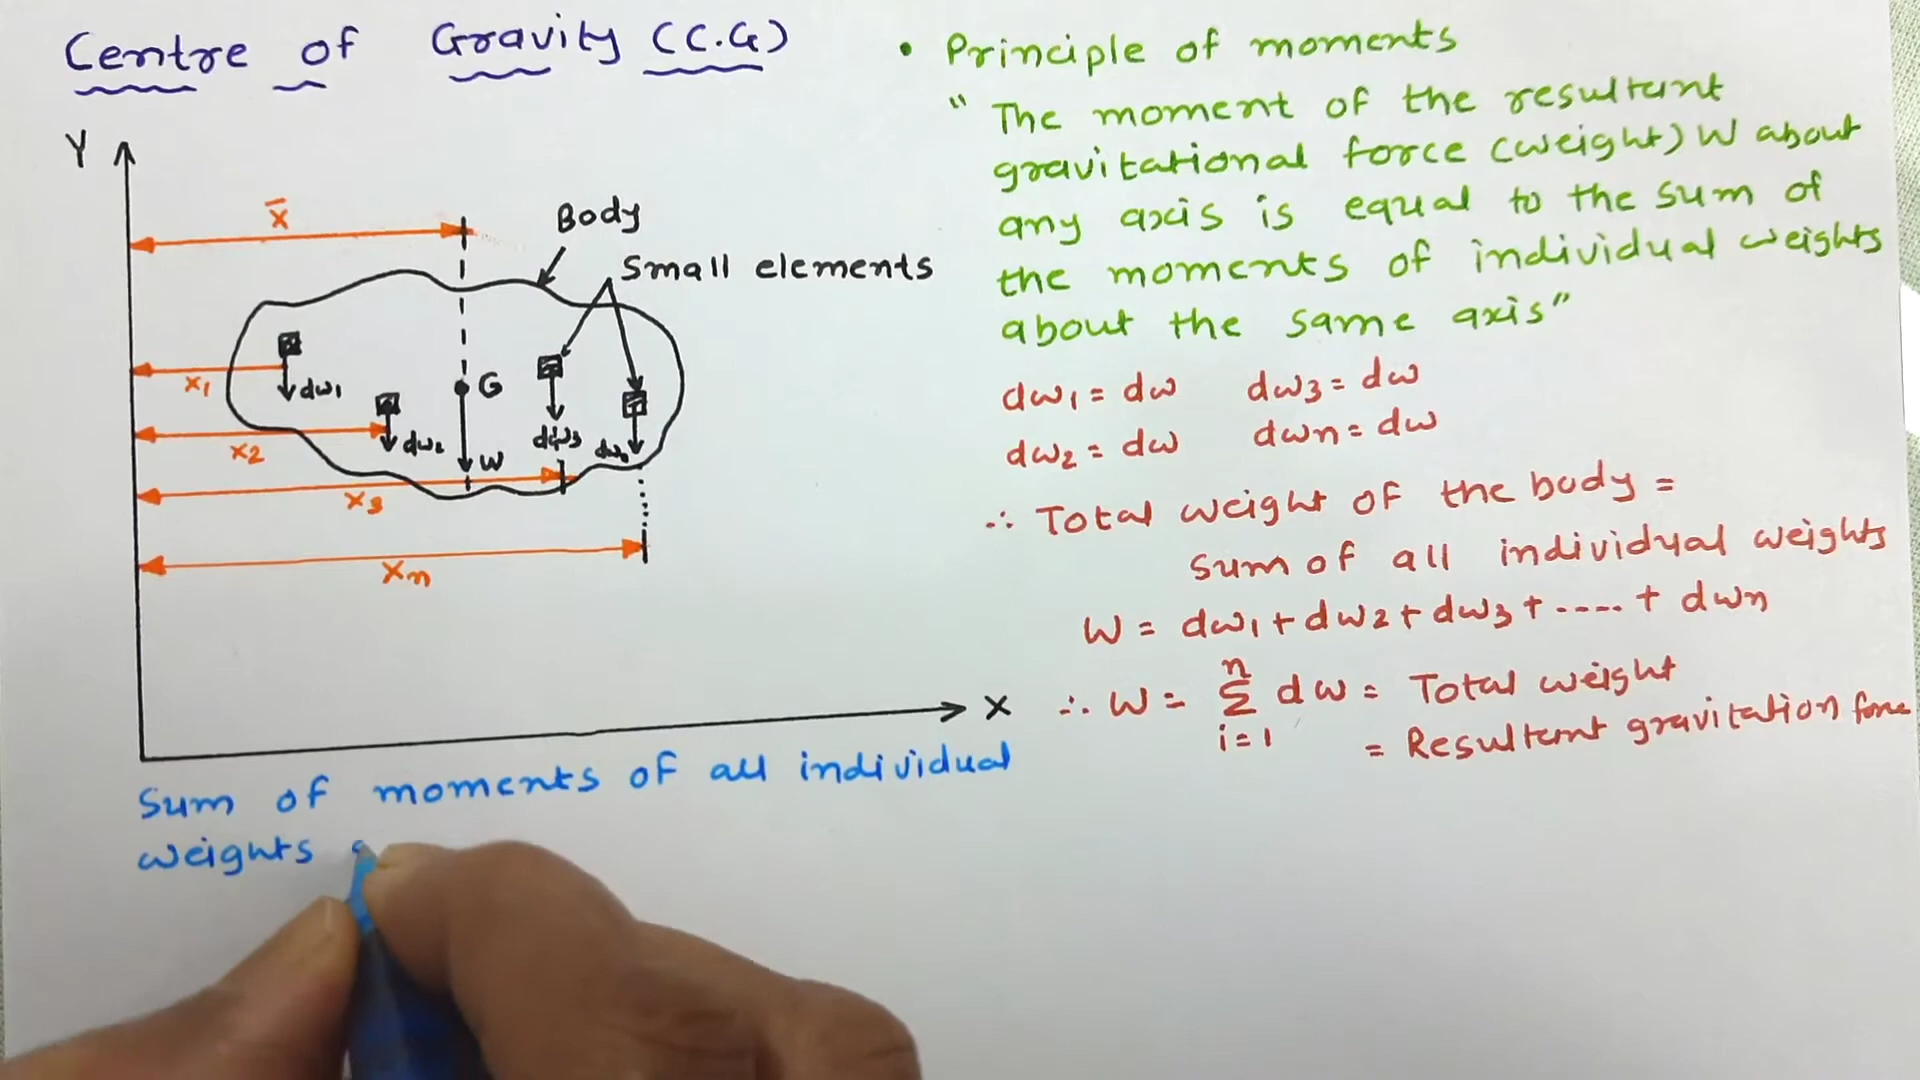 Centre of Gravity (C.G)
Y
x̄
Body
Small elements
x1
dw1
G
x2
dw2
W
dw3
dwn
x3
xn
X
Sum of moments of all individual
weights
• Principle of moments
"The moment of the resultant
gravitational force (weight) W about
any axis is equal to the sum of
the moments of individual weights
about the same axis"
dw1 = dw dw3 = dw
dw2 = dw dwn = dw
∴ Total weight of the body =
Sum of all individual weights
W = dw1 + dw2 + dw3 + ..... + dwn
∴ W = n Σ i=1 dw = Total weight
= Resultant gravitation force